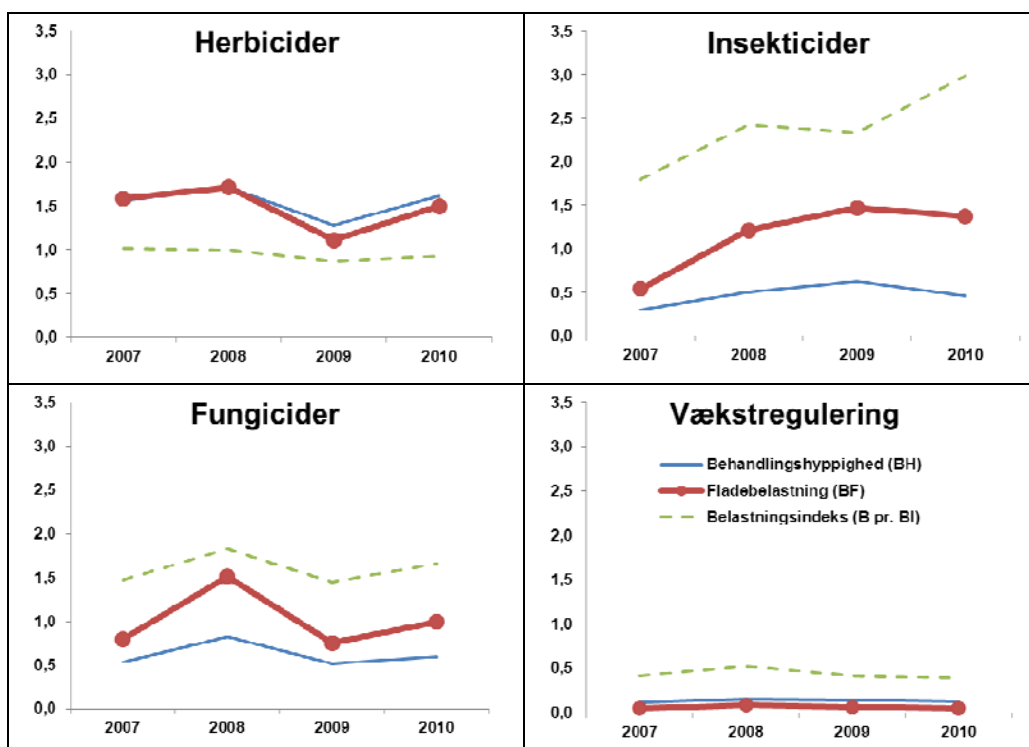 Herbicider
3,5
3,0
2,5
2,0
1,5
1,0
0,5
0,0
2007 2008 2009 2010
Insekticider
3,5
3,0
2,5
2,0
1,5
1,0
0,5
0,0
2007 2008 2009 2010
Fungicider
3,5
3,0
2,5
2,0
1,5
1,0
0,5
0,0
2007 2008 2009 2010
Vækstregulering
3,5
3,0
2,5
2,0
1,5
1,0
0,5
0,0
Behandlingshyppighed (BH)
Fladebelastning (BF)
Belastningsindeks (B pr. BI)
2007 2008 2009 2010